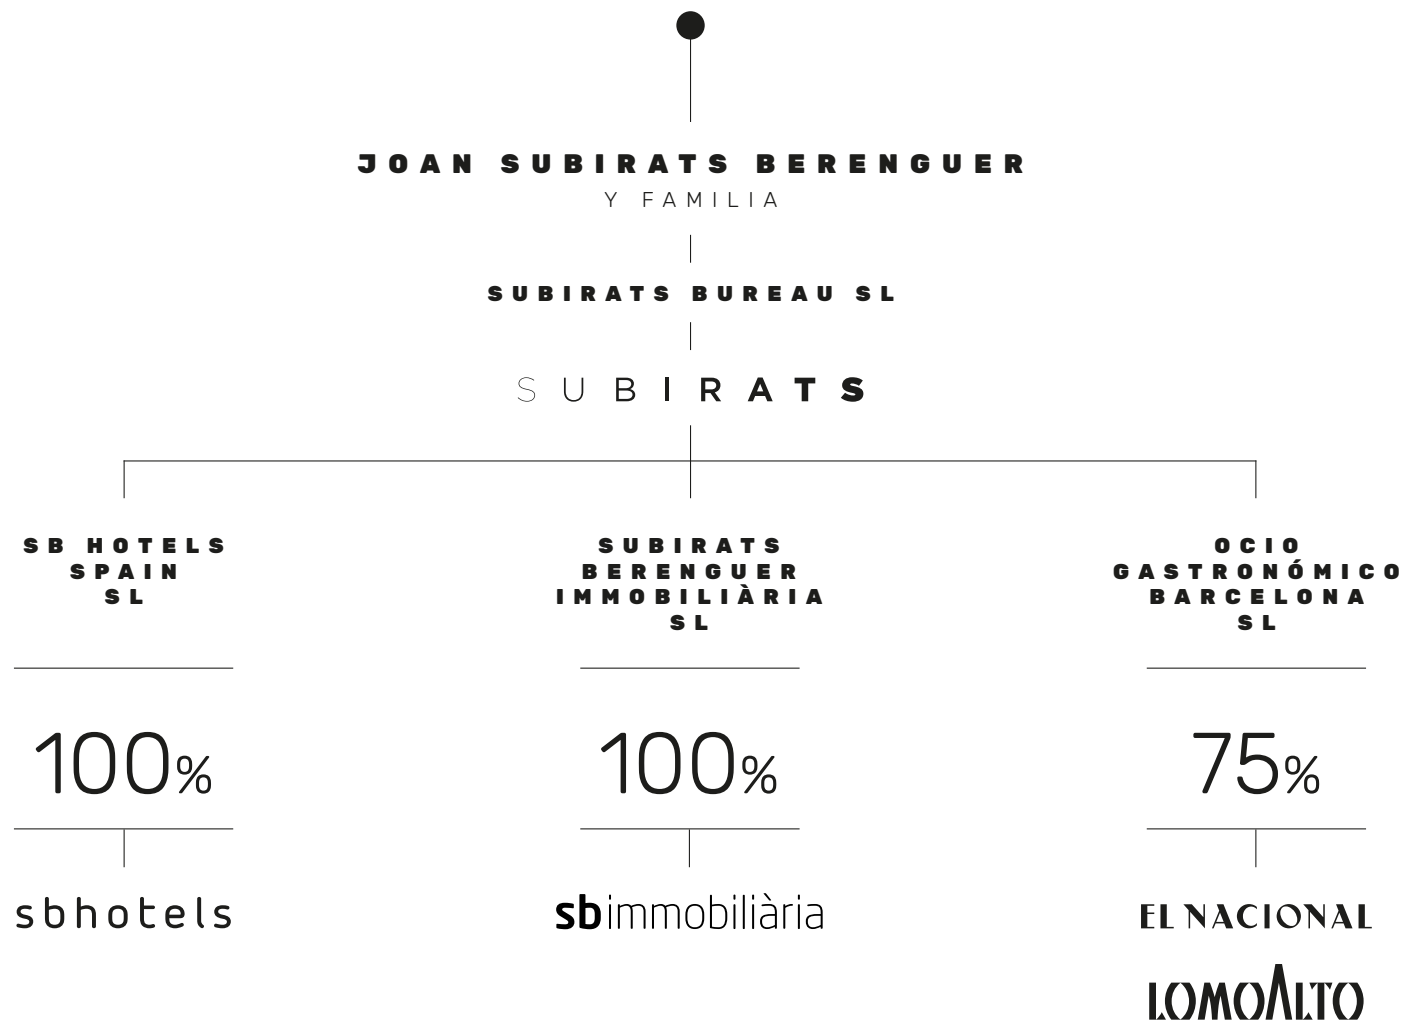 JOAN SUBIRATS BERENGUER
Y FAMILIA
SUBIRATS BUREAU SL
SUBIRATS
SB HOTELS
SPAIN
SL
100%
sbhotels
SUBIRATS
BERENGUER
IMMOBILIÀRIA
SL
100%
sbimmobiliària
OCIO
GASTRONÓMICO
BARCELONA
SL
75%
EL NACIONAL
LOMOALTO